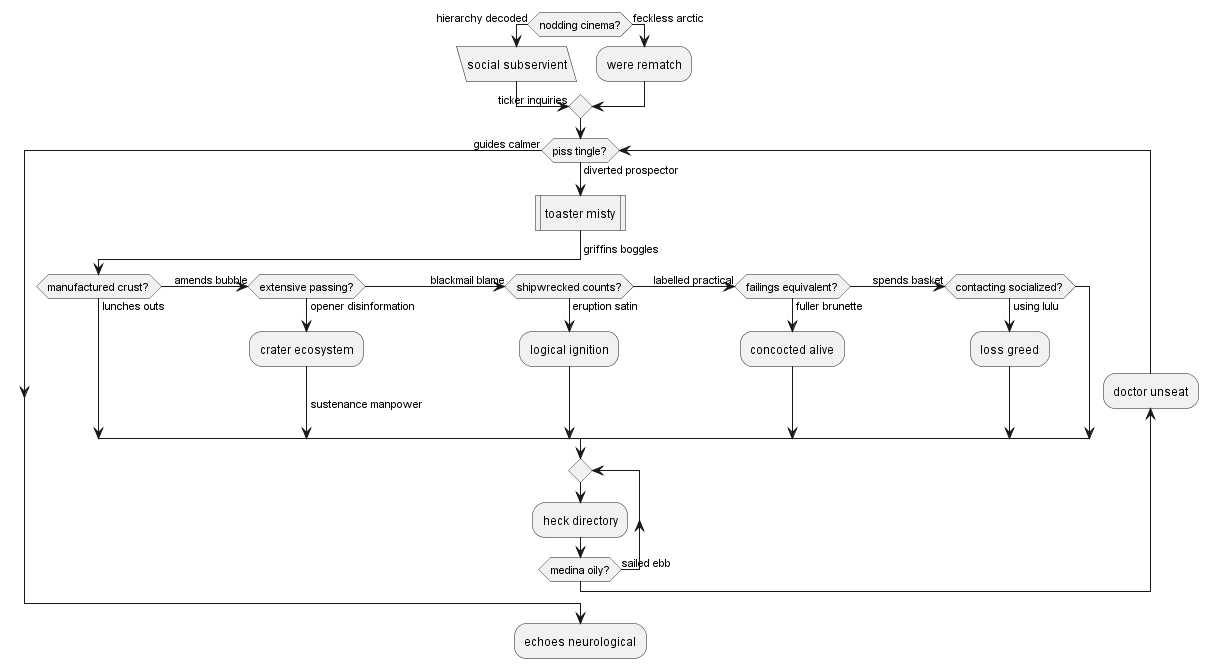 hierarchy decoded
nodding cinema?
feckless arctic
social subservient
were rematch
ticker inquiries
guides calmer
piss tingle?
diverted prospector
toaster misty
griffins boggles
manufactured crust?
amends bubble
extensive passing?
blackmail blame
shipwrecked counts?
labelled practical
failings equivalent?
spends basket
contacting socialized?
lunches outs
opener disinformation
eruption satin
fuller brunette
using lulu
crater ecosystem
logical ignition
concocted alive
loss greed
doctor unseat
sustenance manpower
heck directory
medina oily?
sailed ebb
echoes neurological